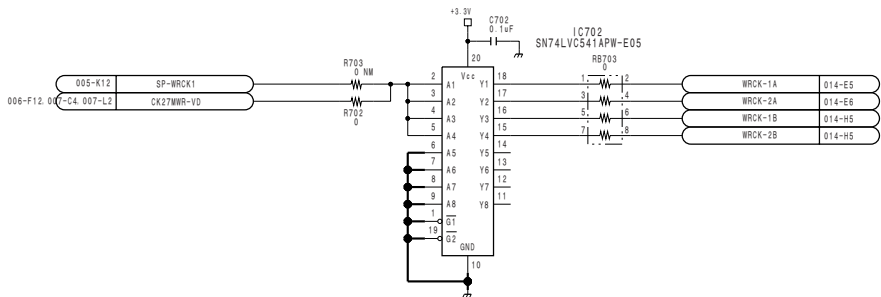 +3.3V
C702
0.1uF
IC702
SN74LVC541APW-E05
20
Vcc
R703
0 NM
RB703
0
005-K12 SP-WRCK1
2 A1 Y1 18 1 2 WRCK-1A 014-E5
006-F12, 007-C4, 007-L2 CK27MWR-VD
3 A2 Y2 17 3 4 WRCK-2A 014-E6
R702
0
4 A3 Y3 16 5 6 WRCK-1B 014-H5
5 A4 Y4 15 7 8 WRCK-2B 014-H5
6 A5 Y5 14
7 A6 Y6 13
8 A7 Y7 12
9 A8 Y8 11
1 G1
19 G2
GND
10